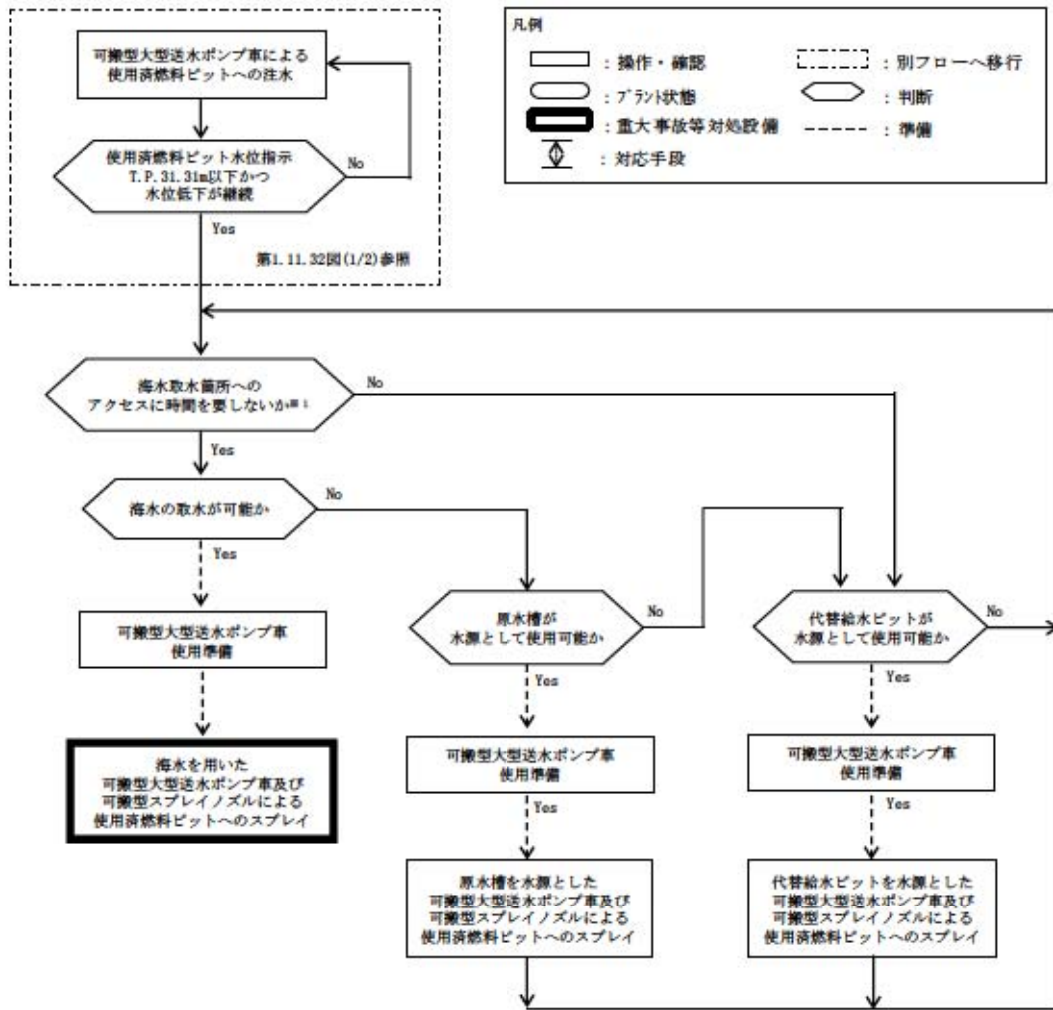 可搬型大型送水ポンプ車による
使用済燃料ピットへの注水
使用済燃料ピット水位指示
T.P.31.31m以下かつ
水位低下が継続
No
Yes
第1.11.32図(1/2)参照
凡例
：操作・確認
：別フローへ移行
：プラント状態
：判断
：重大事故等対処設備
：準備
：対応手段
海水取水箇所への
アクセスに時間を要しないか※1
No
Yes
海水の取水が可能か
No
Yes
可搬型大型送水ポンプ車
使用準備
海水を用いた
可搬型大型送水ポンプ車及び
可搬型スプレイノズルによる
使用済燃料ピットへのスプレイ
原水槽が
水源として使用可能か
No
Yes
可搬型大型送水ポンプ車
使用準備
Yes
原水槽を水源とした
可搬型大型送水ポンプ車及び
可搬型スプレイノズルによる
使用済燃料ピットへのスプレイ
代替給水ピットが
水源として使用可能か
No
Yes
可搬型大型送水ポンプ車
使用準備
Yes
代替給水ピットを水源とした
可搬型大型送水ポンプ車及び
可搬型スプレイノズルによる
使用済燃料ピットへのスプレイ